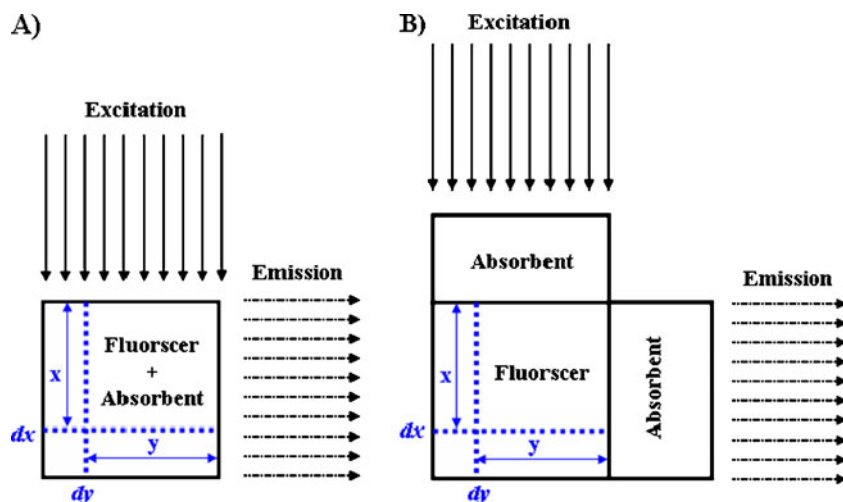 A)
Excitation
Emission
Fluorscer
+
Absorbent
x
y
dx
dy
B)
Excitation
Absorbent
Emission
Fluorscer
Absorbent
x
y
dx
dy